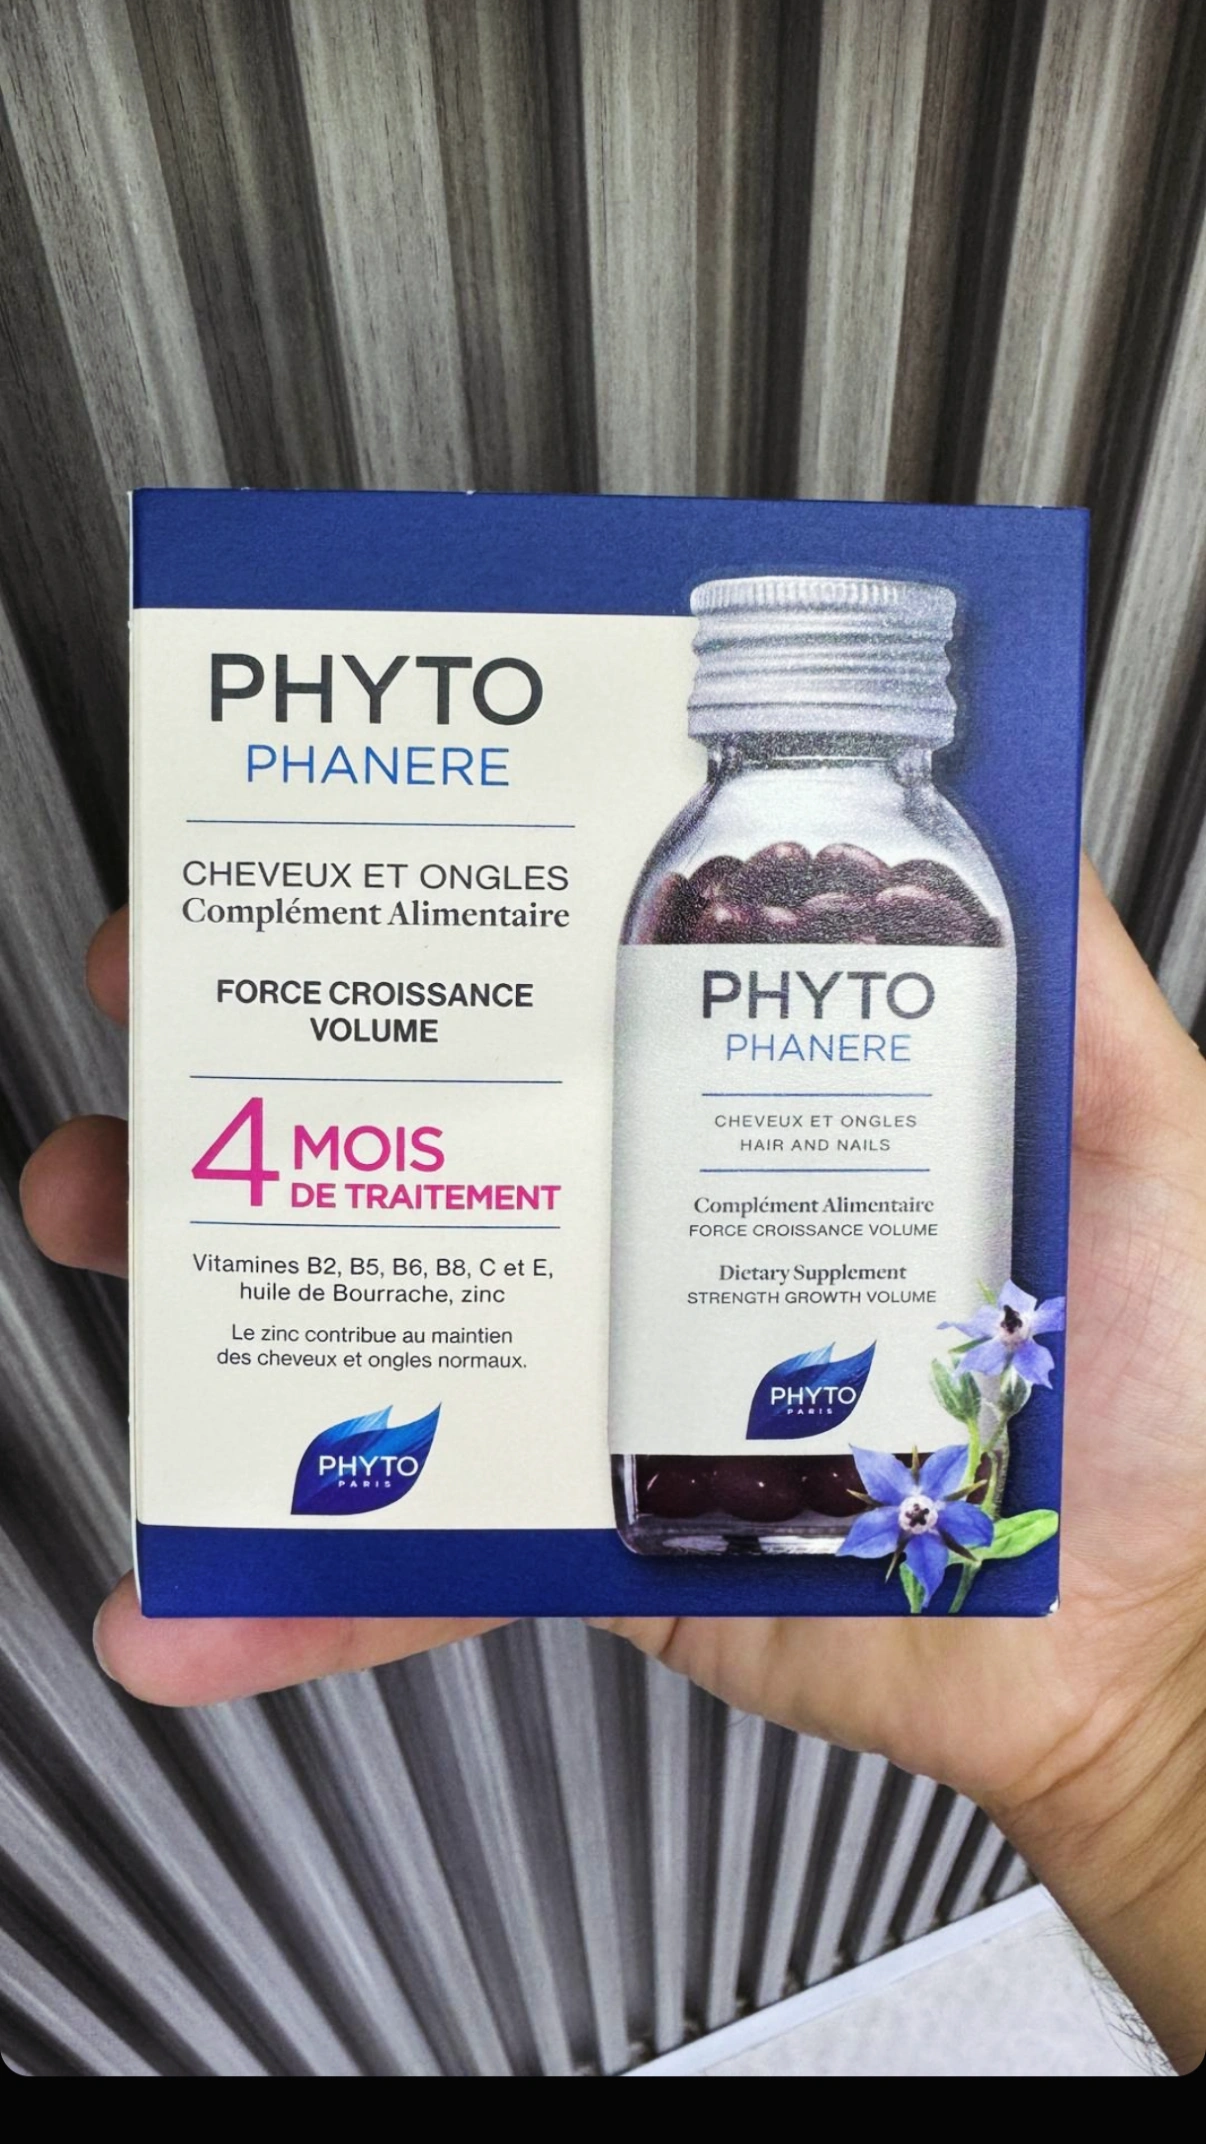 PHYTO
PHANERE
CHEVEUX ET ONGLES
Complément Alimentaire
FORCE CROISSANCE
VOLUME
4 MOIS
DE TRAITEMENT
Vitamines B2, B5, B6, B8, C et E,
huile de Bourrache, zinc
Le zinc contribue au maintien
des cheveux et ongles normaux.
PHYTO
PARIS
PHYTO
PHANERE
CHEVEUX ET ONGLES
HAIR AND NAILS
Complément Alimentaire
FORCE CROISSANCE VOLUME
Dietary Supplement
STRENGTH GROWTH VOLUME
PHYTO
PARIS